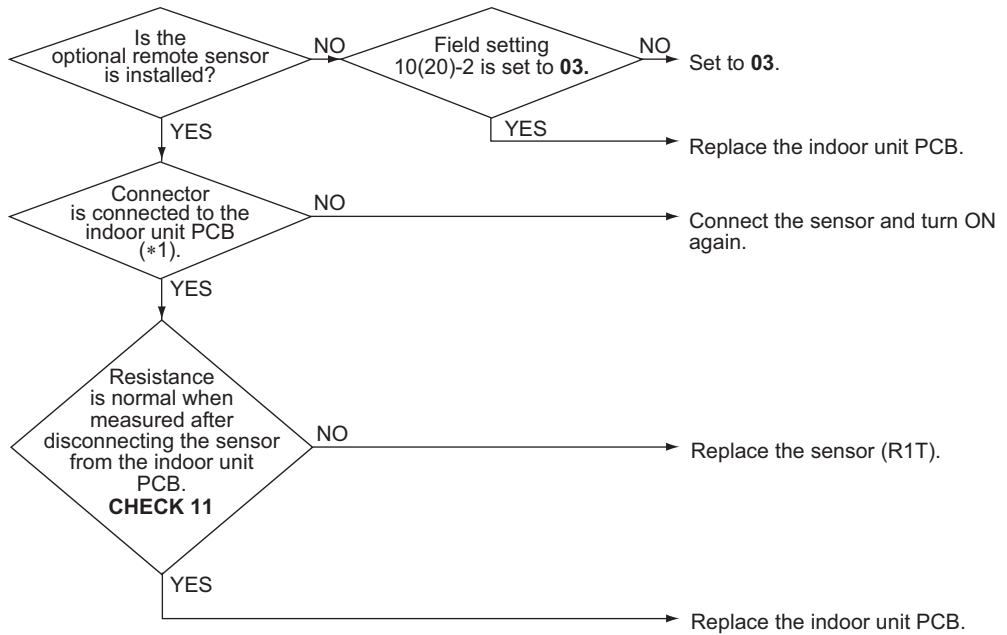 Is the
optional remote sensor
is installed?
NO
Field setting
10(20)-2 is set to 03.
NO
Set to 03.
YES
YES
Replace the indoor unit PCB.
Connector
is connected to the
indoor unit PCB
(*1).
NO
Connect the sensor and turn ON
again.
YES
Resistance
is normal when
measured after
disconnecting the sensor
from the indoor unit
PCB.
CHECK 11
NO
Replace the sensor (R1T).
YES
Replace the indoor unit PCB.